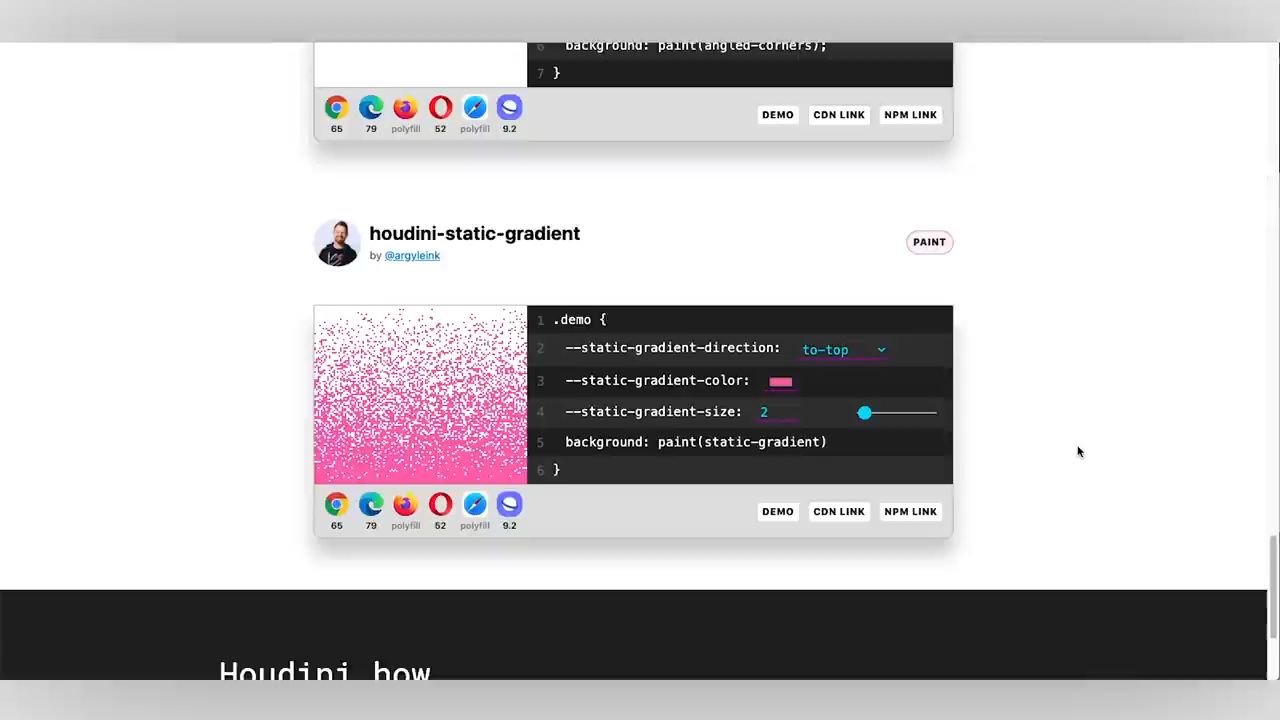 6 background: paint(angled-corners);
7 }
65 79 polyfill 52 polyfill 9.2
DEMO CDN LINK NPM LINK
houdini-static-gradient
by @argyleink
PAINT
1 .demo {
2 --static-gradient-direction: to-top
3 --static-gradient-color:
4 --static-gradient-size: 2
5 background: paint(static-gradient)
6 }
65 79 polyfill 52 polyfill 9.2
DEMO CDN LINK NPM LINK
Houdini how